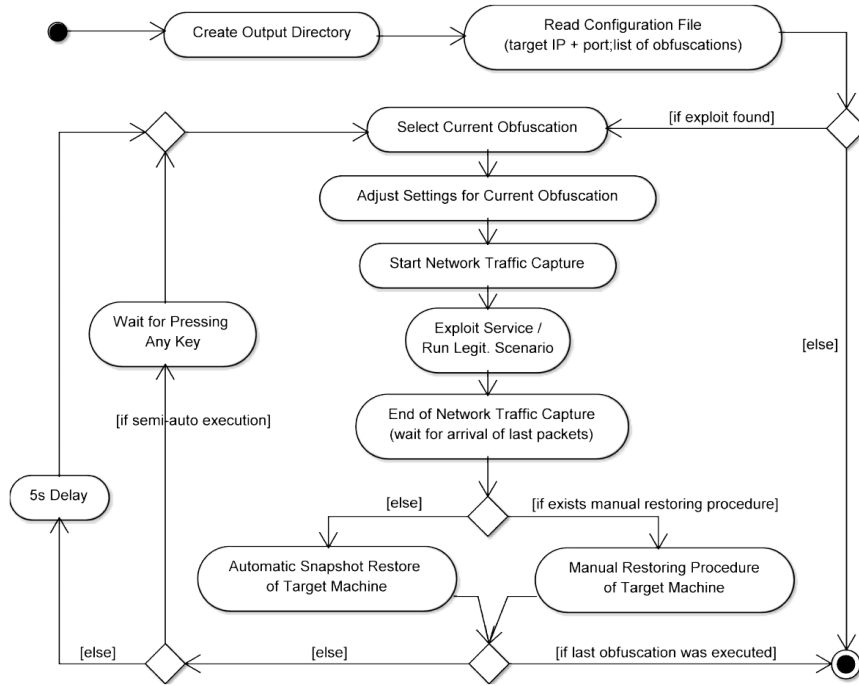 Create Output Directory
Read Configuration File
(target IP + port;list of obfuscations)
Select Current Obfuscation
[if exploit found]
Adjust Settings for Current Obfuscation
Start Network Traffic Capture
Wait for Pressing
Any Key
Exploit Service /
Run Legit. Scenario
[else]
[if semi-auto execution]
End of Network Traffic Capture
(wait for arrival of last packets)
5s Delay
[else]
[if exists manual restoring procedure]
Automatic Snapshot Restore
of Target Machine
Manual Restoring Procedure
of Target Machine
[else]
[else]
[if last obfuscation was executed]